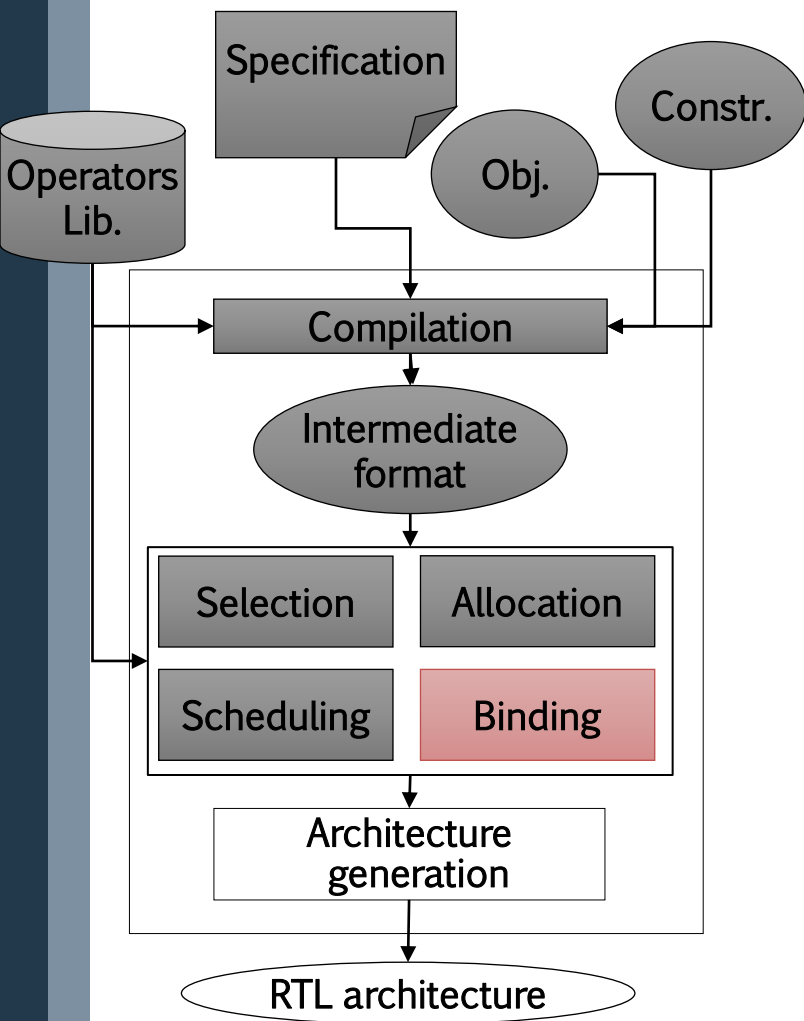 Specification
Constr.
Operators
Lib.
Obj.
Compilation
Intermediate
format
Selection
Allocation
Scheduling
Binding
Architecture
generation
RTL architecture